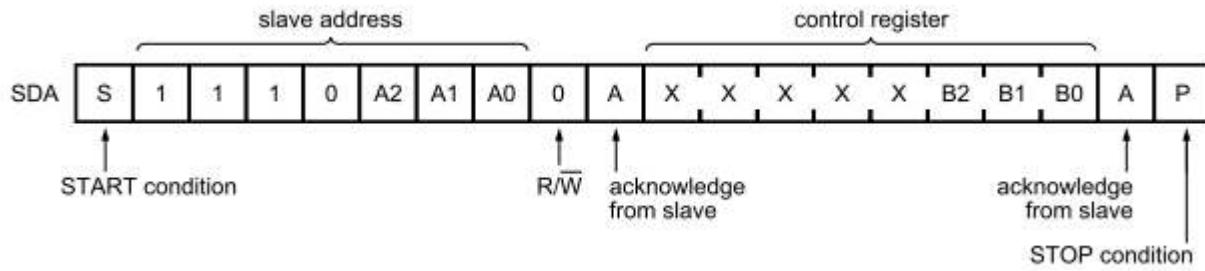 slave address control register
SDA S 1 1 1 0 A2 A1 A0 0 A X X X X X B2 B1 B0 A P
START condition R/W̅ acknowledge from slave acknowledge from slave
STOP condition